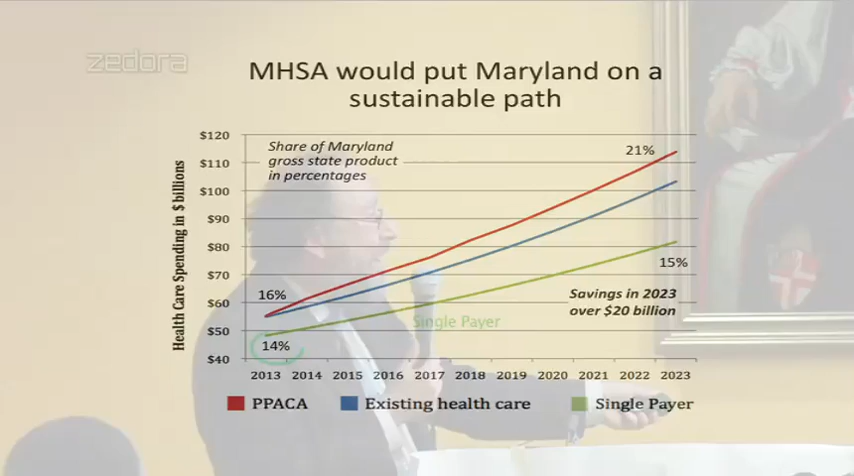 zedora
MHSA would put Maryland on a
sustainable path
Health Care Spending in $ billions
$120
$110
$100
$90
$80
$70
$60
$50
$40
Share of Maryland
gross state product
in percentages
21%
16%
14%
15%
Single Payer
Savings in 2023
over $20 billion
2013 2014 2015 2016 2017 2018 2019 2020 2021 2022 2023
PPACA Existing health care Single Payer